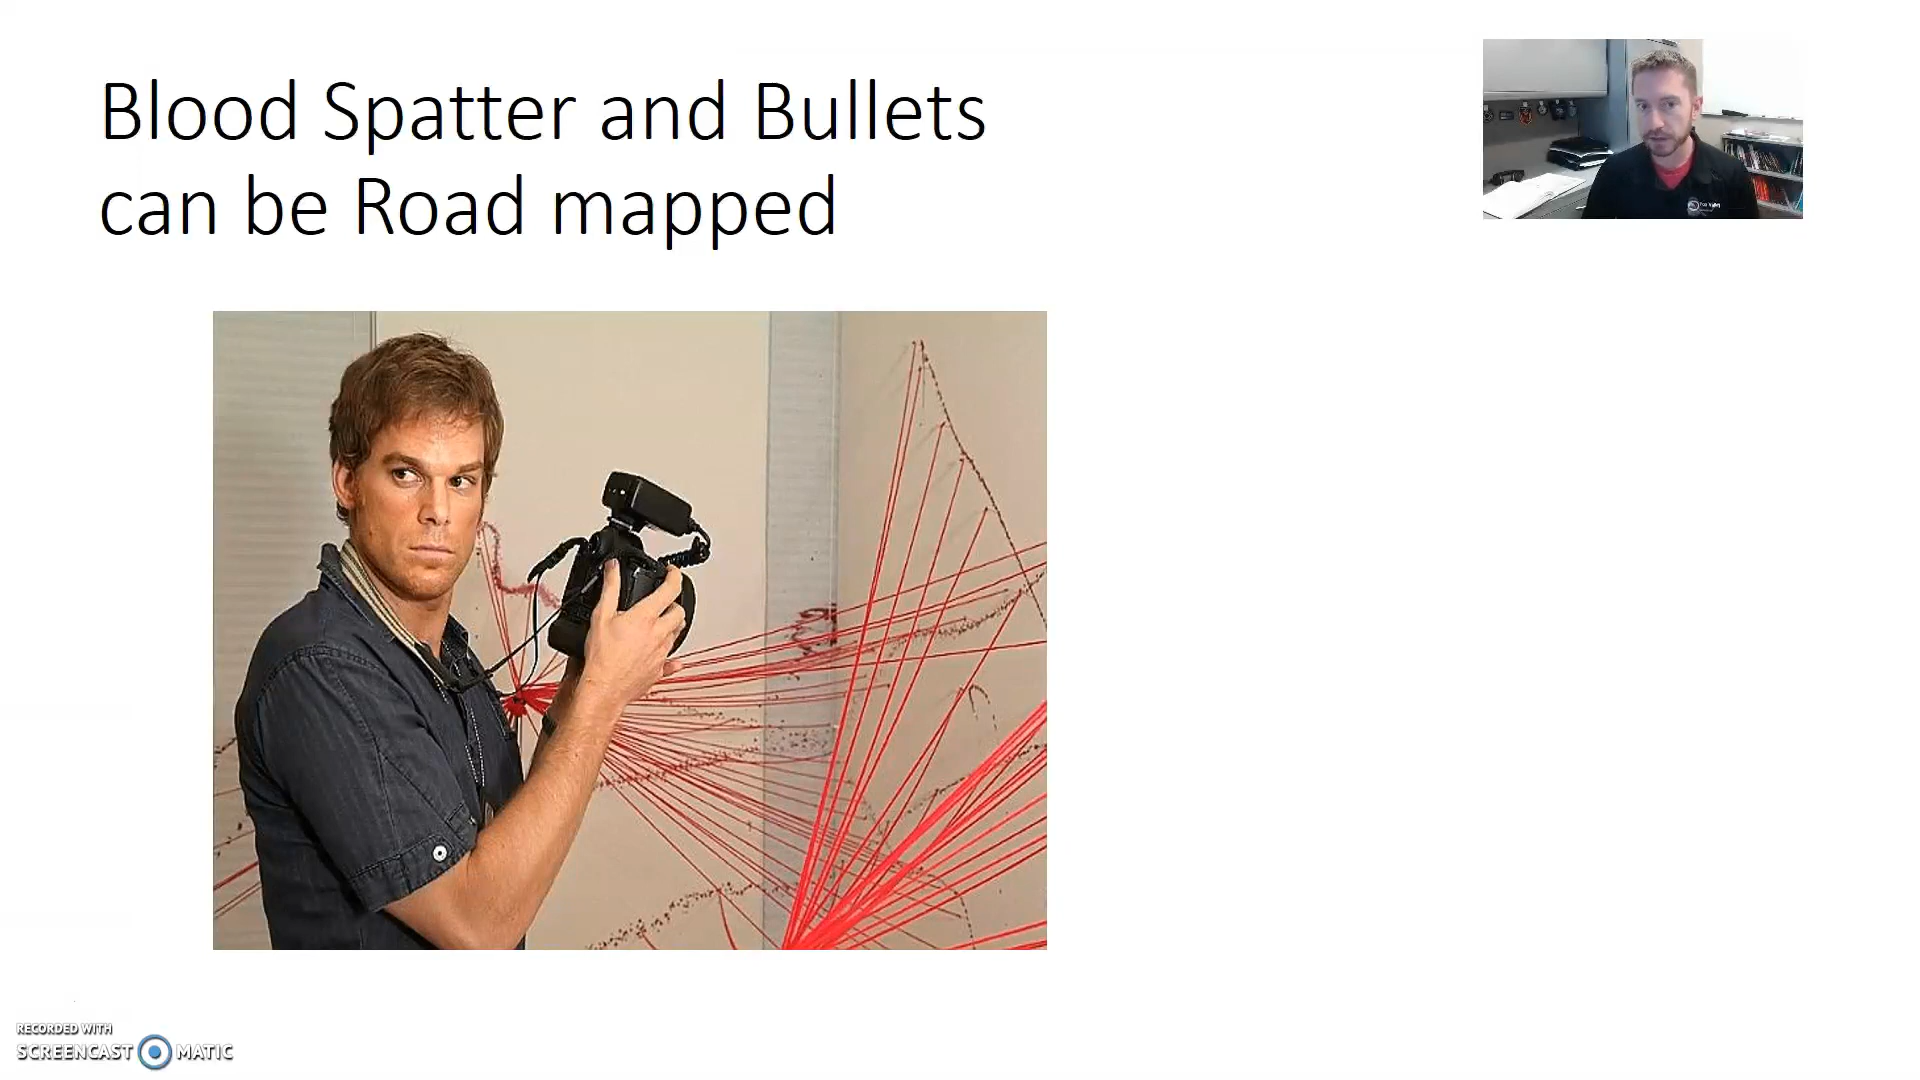 Blood Spatter and Bullets
can be Road mapped
RECORDED WITH
SCREENCAST MATIC